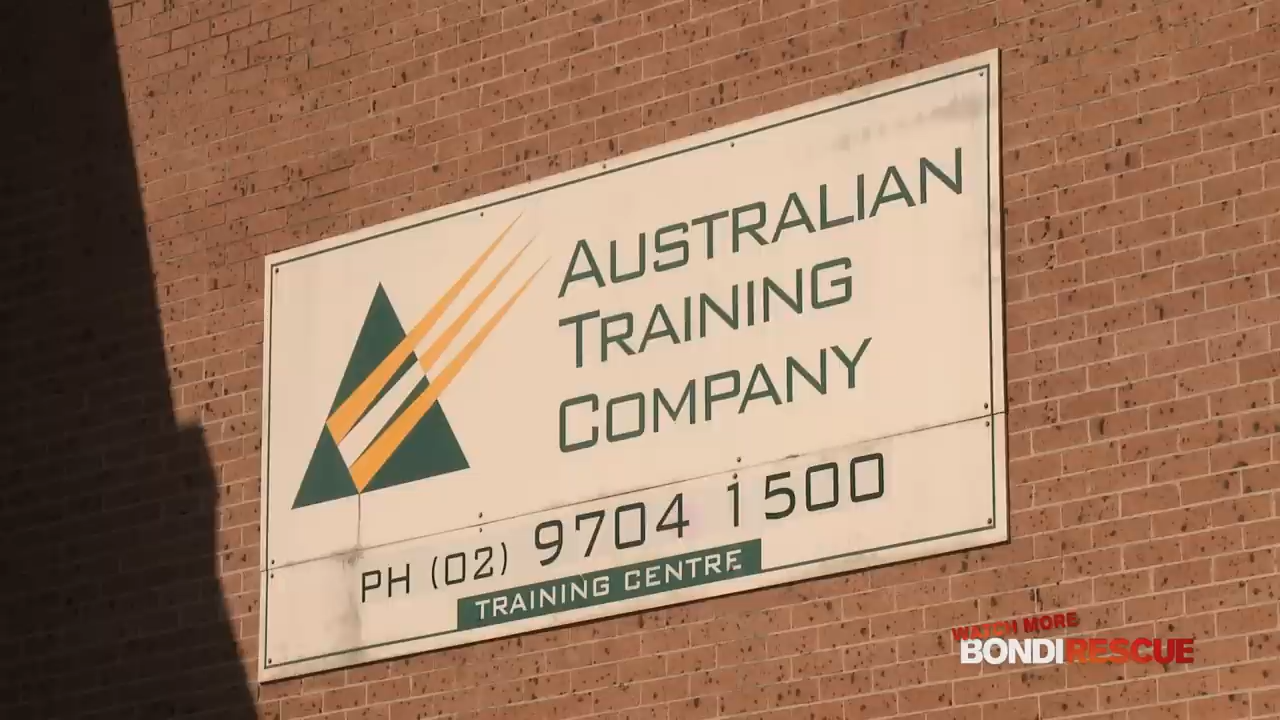 AUSTRALIAN
TRAINING
COMPANY
PH (02) 9704 1500
TRAINING CENTRE
WATCH MORE
BONDI RESCUE